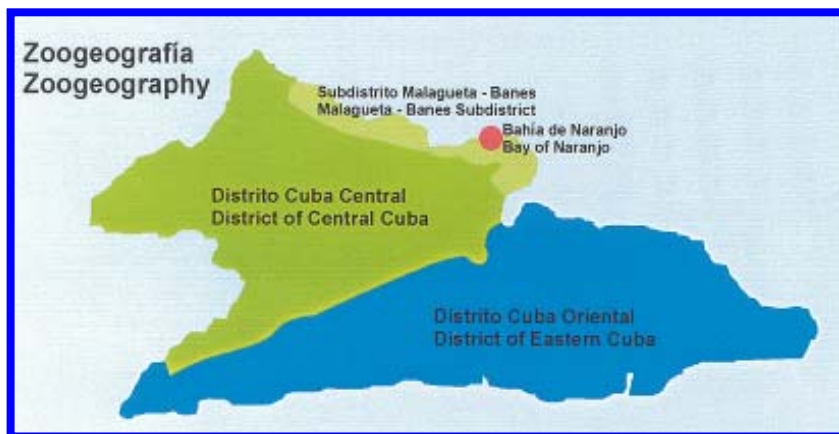 Zoogeografía
Zoogeography
Subdistrito Malagueta - Banes
Malagueta - Banes Subdistrict
Bahía de Naranjo
Bay of Naranjo
Distrito Cuba Central
District of Central Cuba
Distrito Cuba Oriental
District of Eastern Cuba